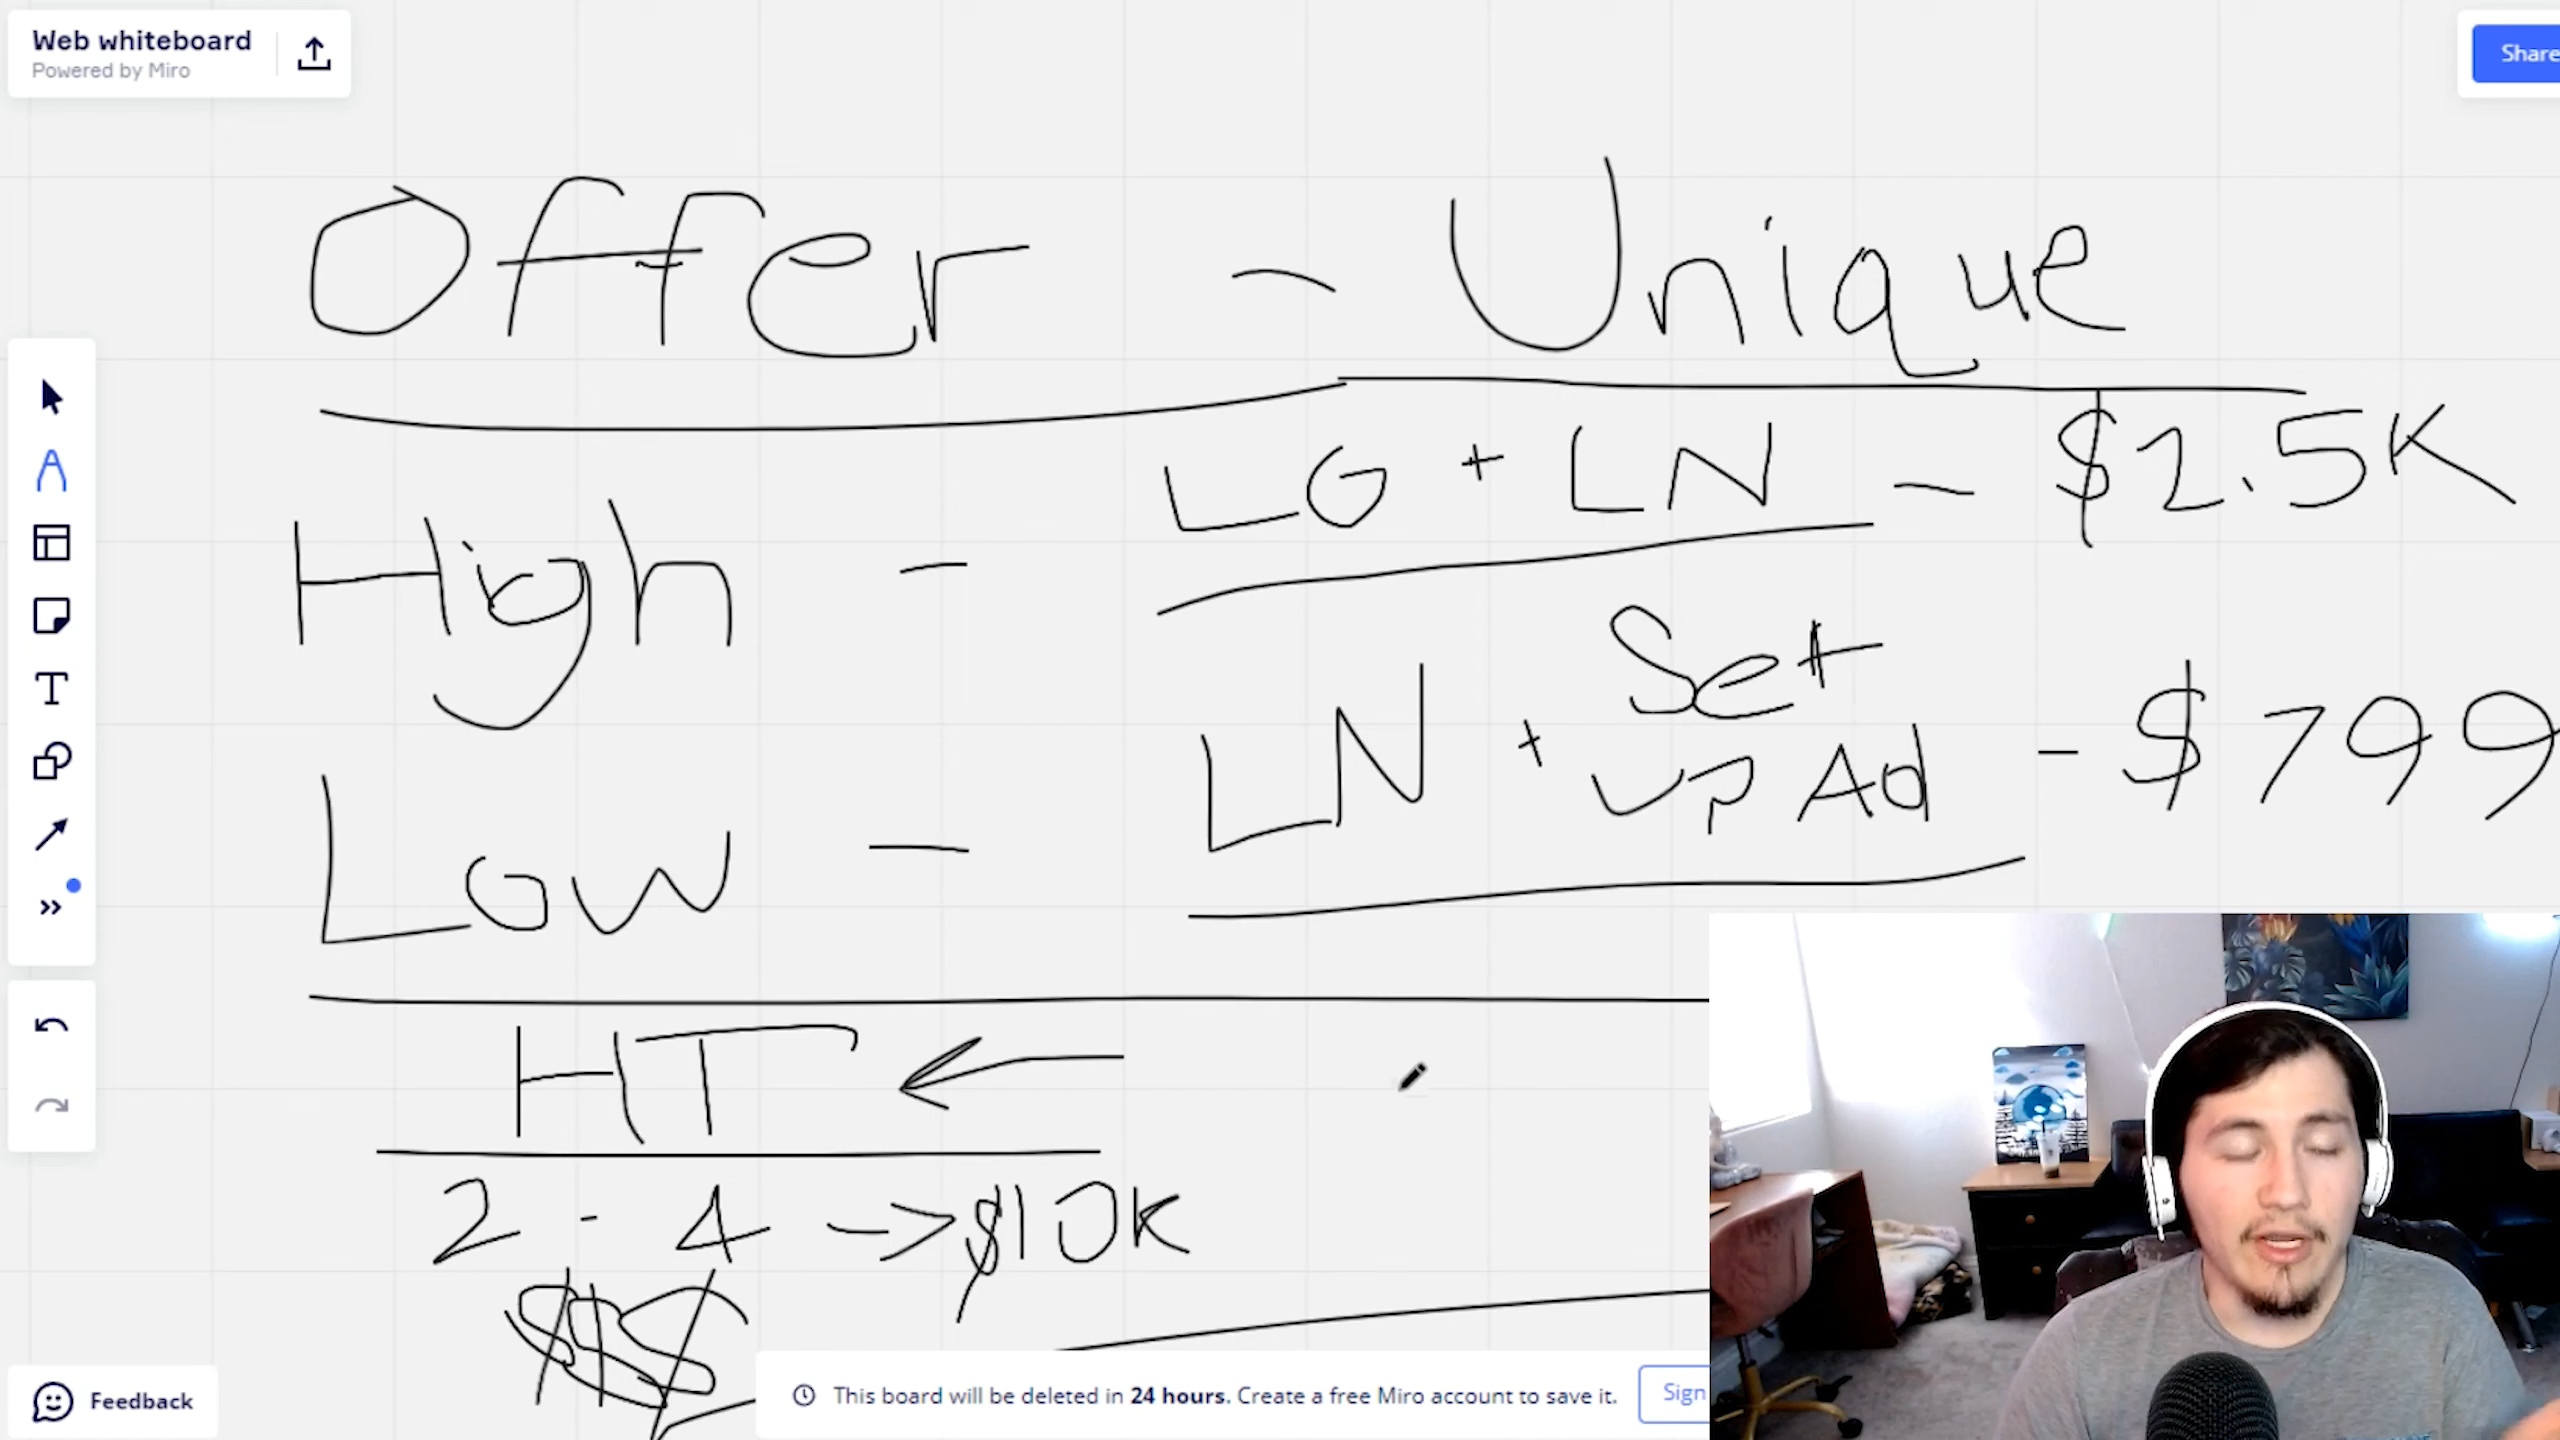 Web whiteboard
Powered by Miro
Share
Offer - Unique
High - LG + LN - $2.5K
Low - LN + Set up Ad - $799
HT ←
2 - 4 -> $10K
$$$
This board will be deleted in 24 hours. Create a free Miro account to save it.
Sign
Feedback